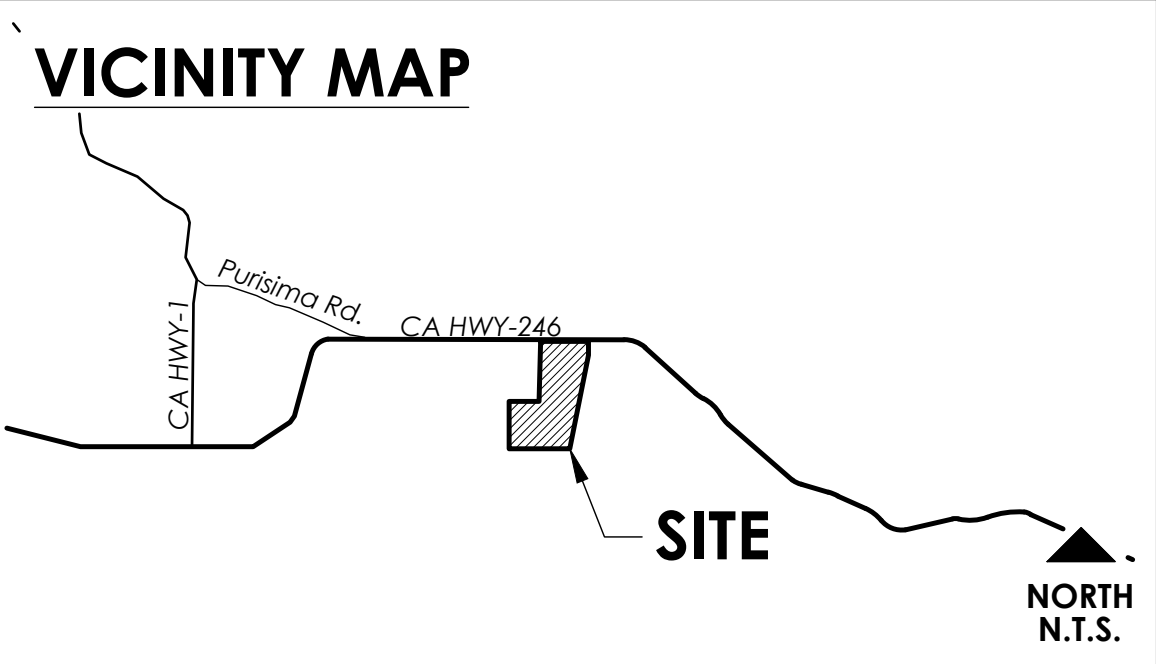 VICINITY MAP
Purisima Rd.
CA HWY-246
CA HWY-1
SITE
NORTH
N.T.S.